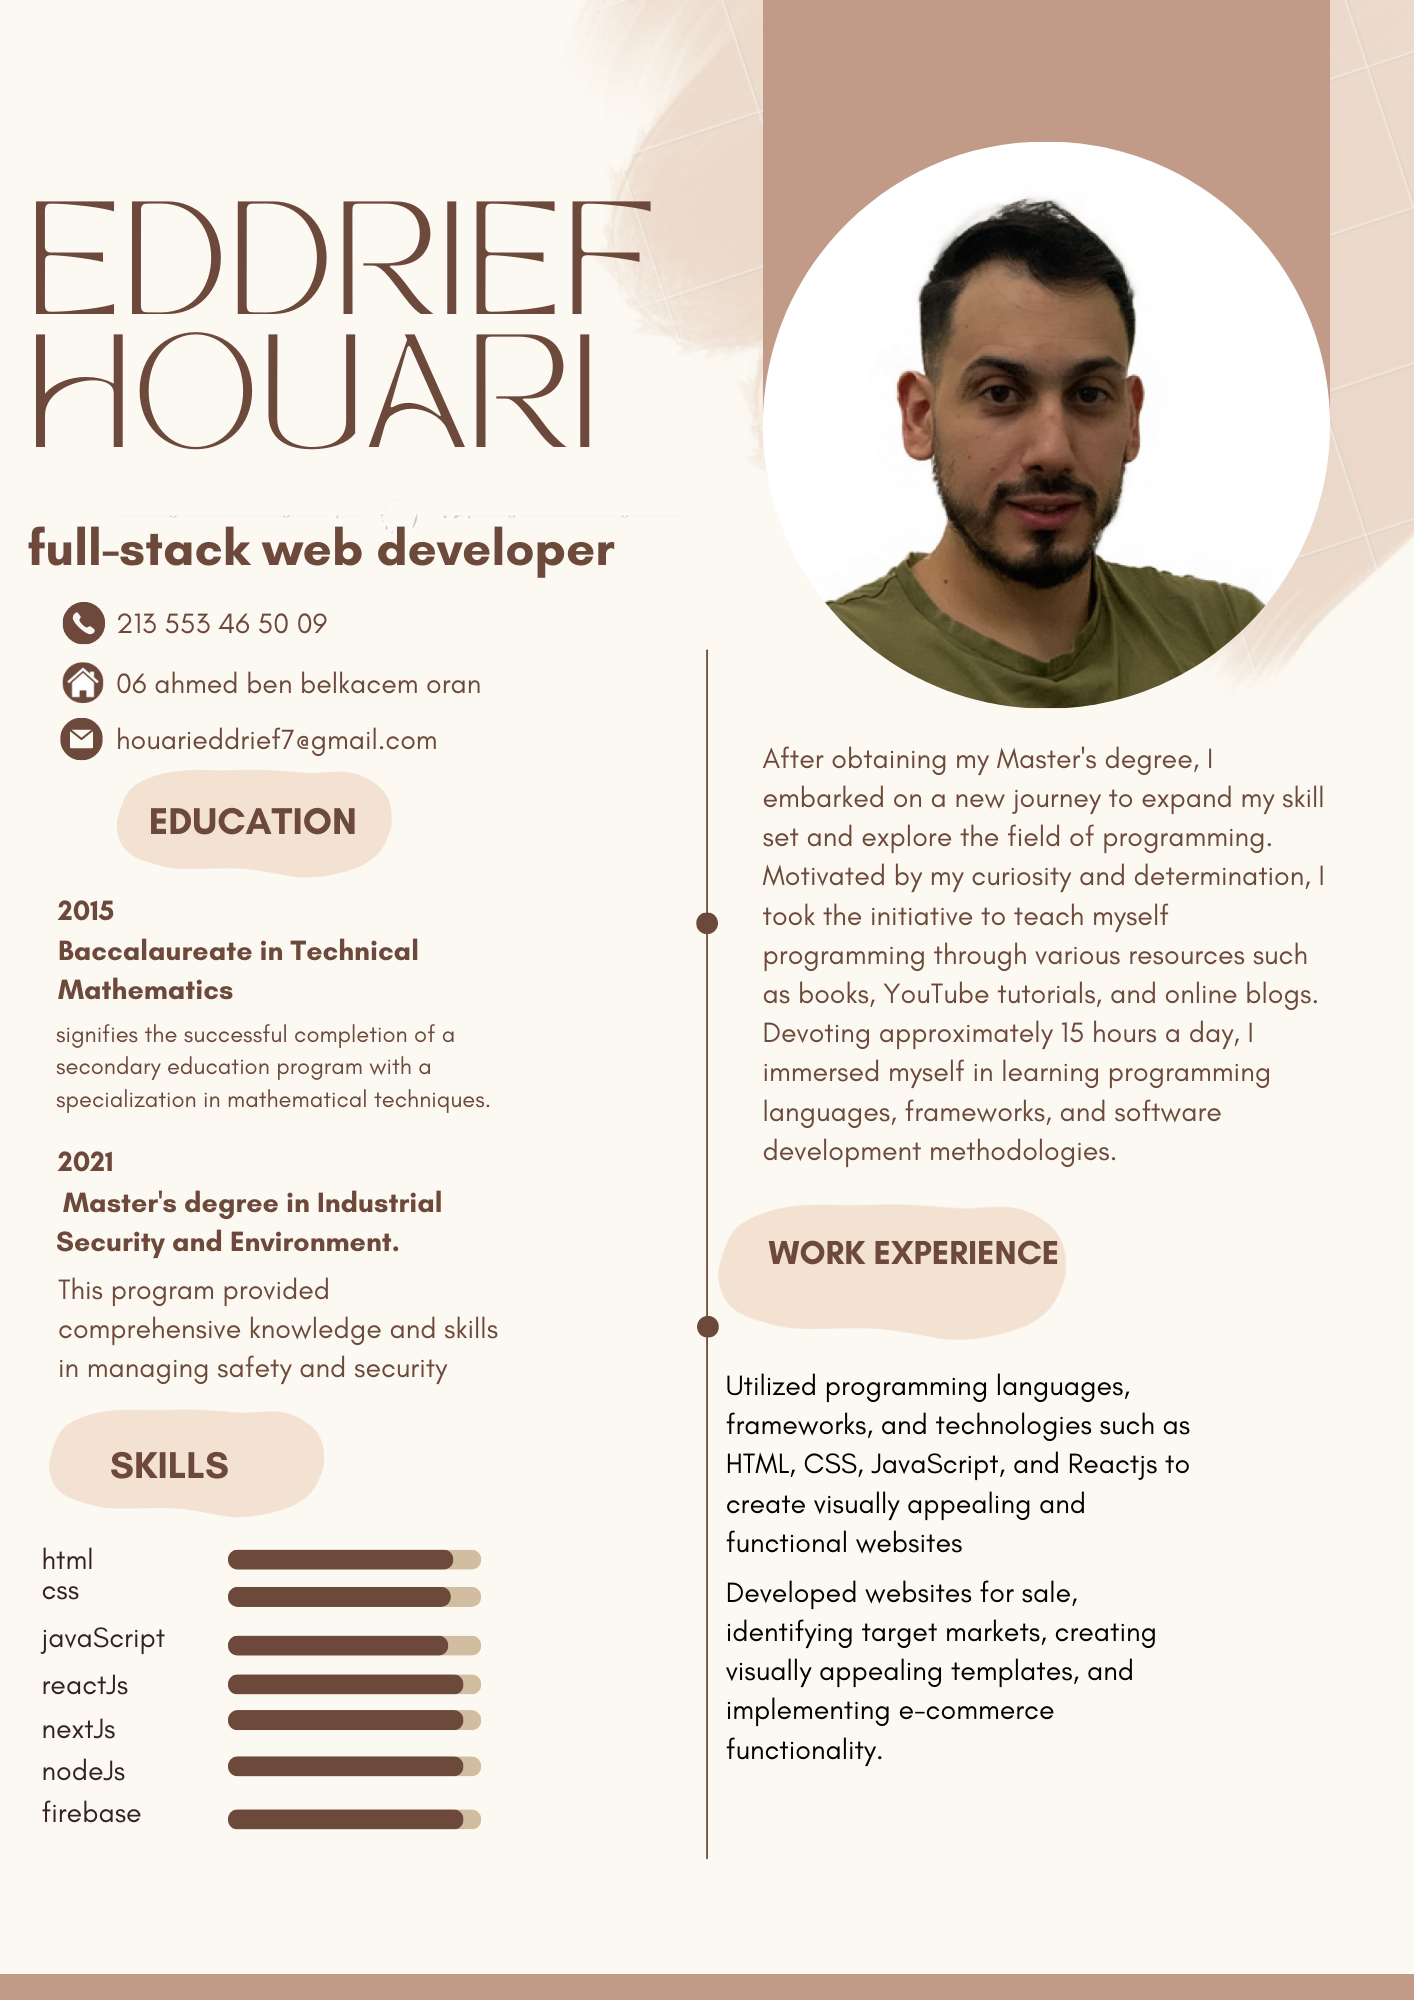 EDDRIEF
HOUARI
full-stack web developer
213 553 46 50 09
06 ahmed ben belkacem oran
houarieddrief7@gmail.com
EDUCATION
2015
Baccalaureate in Technical
Mathematics
signifies the successful completion of a
secondary education program with a
specialization in mathematical techniques.
2021
Master's degree in Industrial
Security and Environment.
This program provided
comprehensive knowledge and skills
in managing safety and security
SKILLS
html
css
javaScript
reactJs
nextJs
nodeJs
firebase
After obtaining my Master's degree, I
embarked on a new journey to expand my skill
set and explore the field of programming.
Motivated by my curiosity and determination, I
took the initiative to teach myself
programming through various resources such
as books, YouTube tutorials, and online blogs.
Devoting approximately 15 hours a day, I
immersed myself in learning programming
languages, frameworks, and software
development methodologies.
WORK EXPERIENCE
Utilized programming languages,
frameworks, and technologies such as
HTML, CSS, JavaScript, and Reactjs to
create visually appealing and
functional websites
Developed websites for sale,
identifying target markets, creating
visually appealing templates, and
implementing e-commerce
functionality.